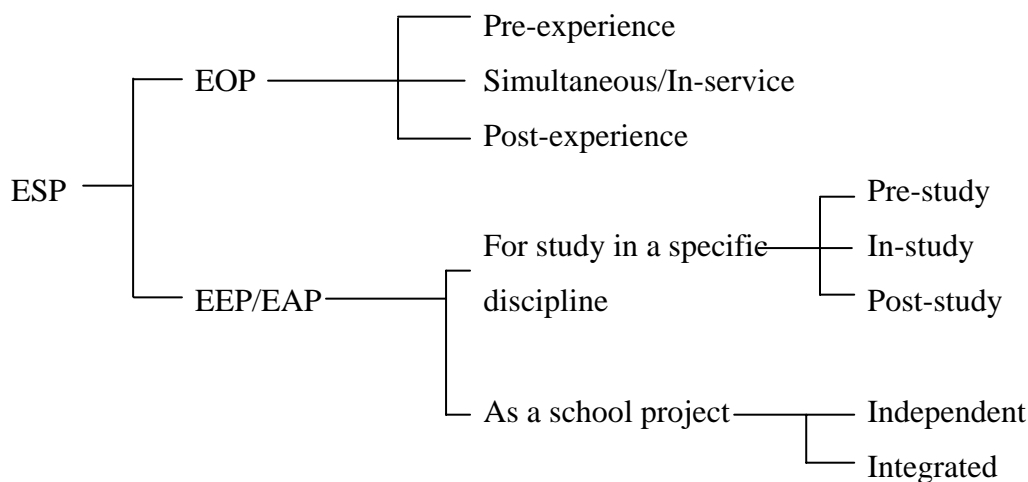 Pre-experience
EOP
Simultaneous/In-service
Post-experience
ESP
Pre-study
For study in a specific
In-study
EEP/EAP
discipline
Post-study
As a school project
Independent
Integrated